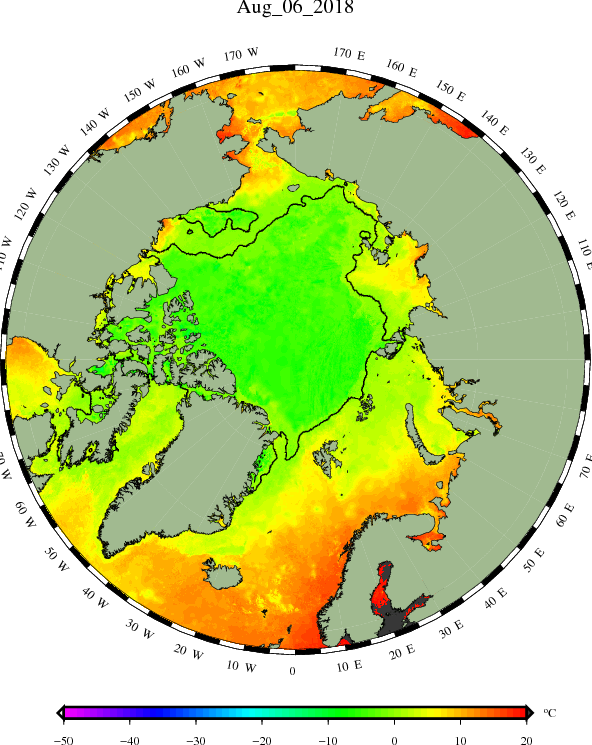 Aug_06_2018
170 W
170 E
160 W
160 E
150 W
150 E
140 W
140 E
130 W
130 E
120 W
120 E
110 E
70 E
60 W
60 E
50 W
50 E
40 W
40 E
30 W
30 E
20 W
20 E
10 W
0
10 E
°C
−50 −40 −30 −20 −10 0 10 20